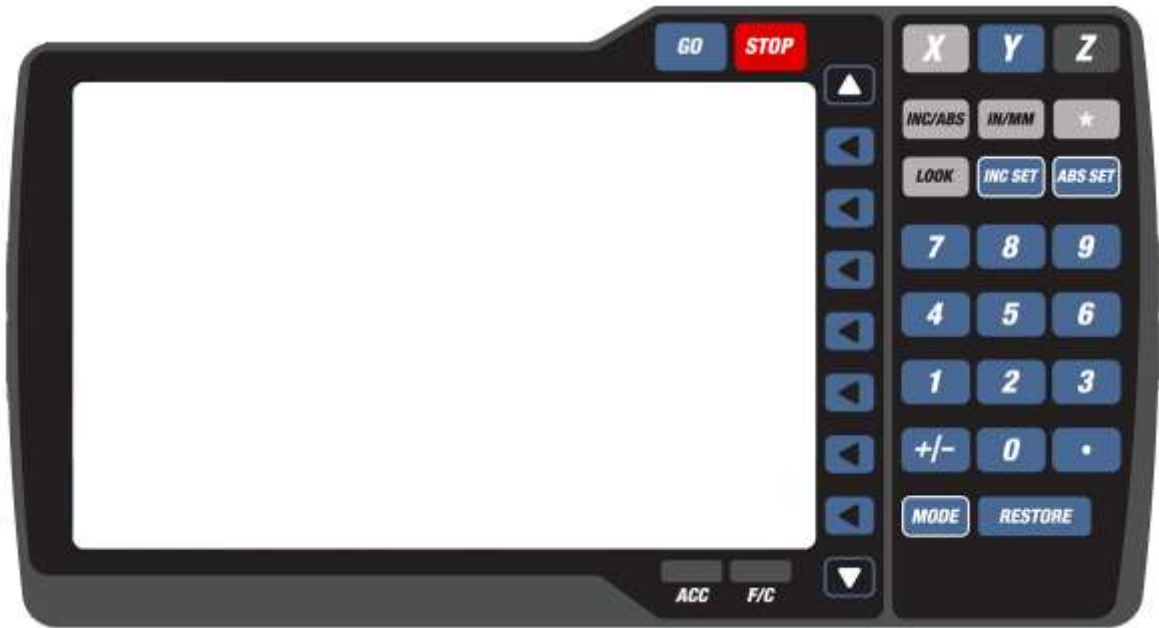 GO STOP
X Y Z
INC/ABS IN/MM ★
LOOK INC SET ABS SET
7 8 9
4 5 6
1 2 3
+/- 0 •
MODE RESTORE
ACC F/C